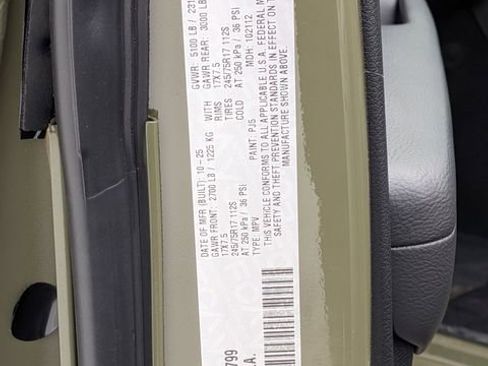 DATE OF MFR (BUILT): 10-25 GVWR: 5100 LB / 231
GAWR FRONT: 2700 LB / 1225 KG WITH GAWR REAR: 3000 LB
17X7.5 RIMS 17X7.5
245/75R17 112S TIRES 245/75R17 112S
AT 250 kPa / 36 PSI COLD AT 250 kPa / 36 PSI
TYPE: MPV PAINT: PJ5 MDH: 102112
THIS VEHICLE CONFORMS TO ALL APPLICABLE U.S.A. FEDERAL M
SAFETY AND THEFT PREVENTION STANDARDS IN EFFECT ON T
MANUFACTURE SHOWN ABOVE.
799
.A.